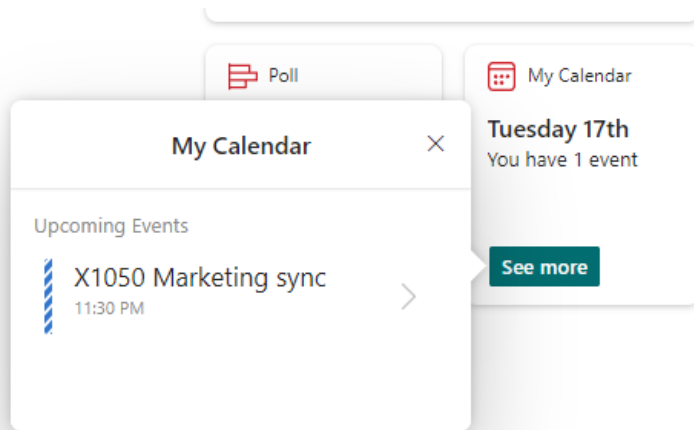 Poll
My Calendar
Tuesday 17th
You have 1 event
See more
My Calendar
Upcoming Events
X1050 Marketing sync
11:30 PM